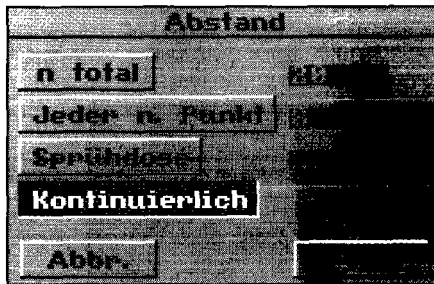 Abstand
n total
Jeder n. Punkt
Sprühdose
Kontinuierlich
Abbr.